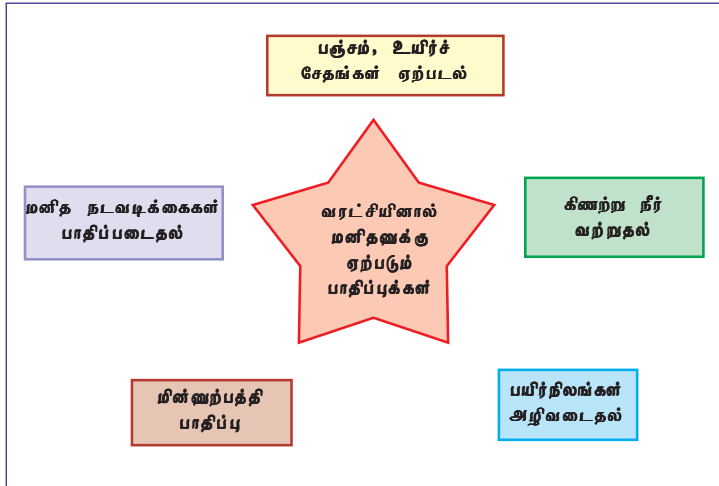 பஞ்சம், உயிர்ச்
சேதங்கள் ஏற்படல்
மனித நடவடிக்கைகள்
பாதிப்படைதல்
வரட்சியினால்
மனிதனுக்கு
ஏற்படும்
பாதிப்புக்கள்
கிணற்று நீர்
வற்றுதல்
மின்னுற்பத்தி
பாதிப்பு
பயிர்நிலங்கள்
அழிவடைதல்